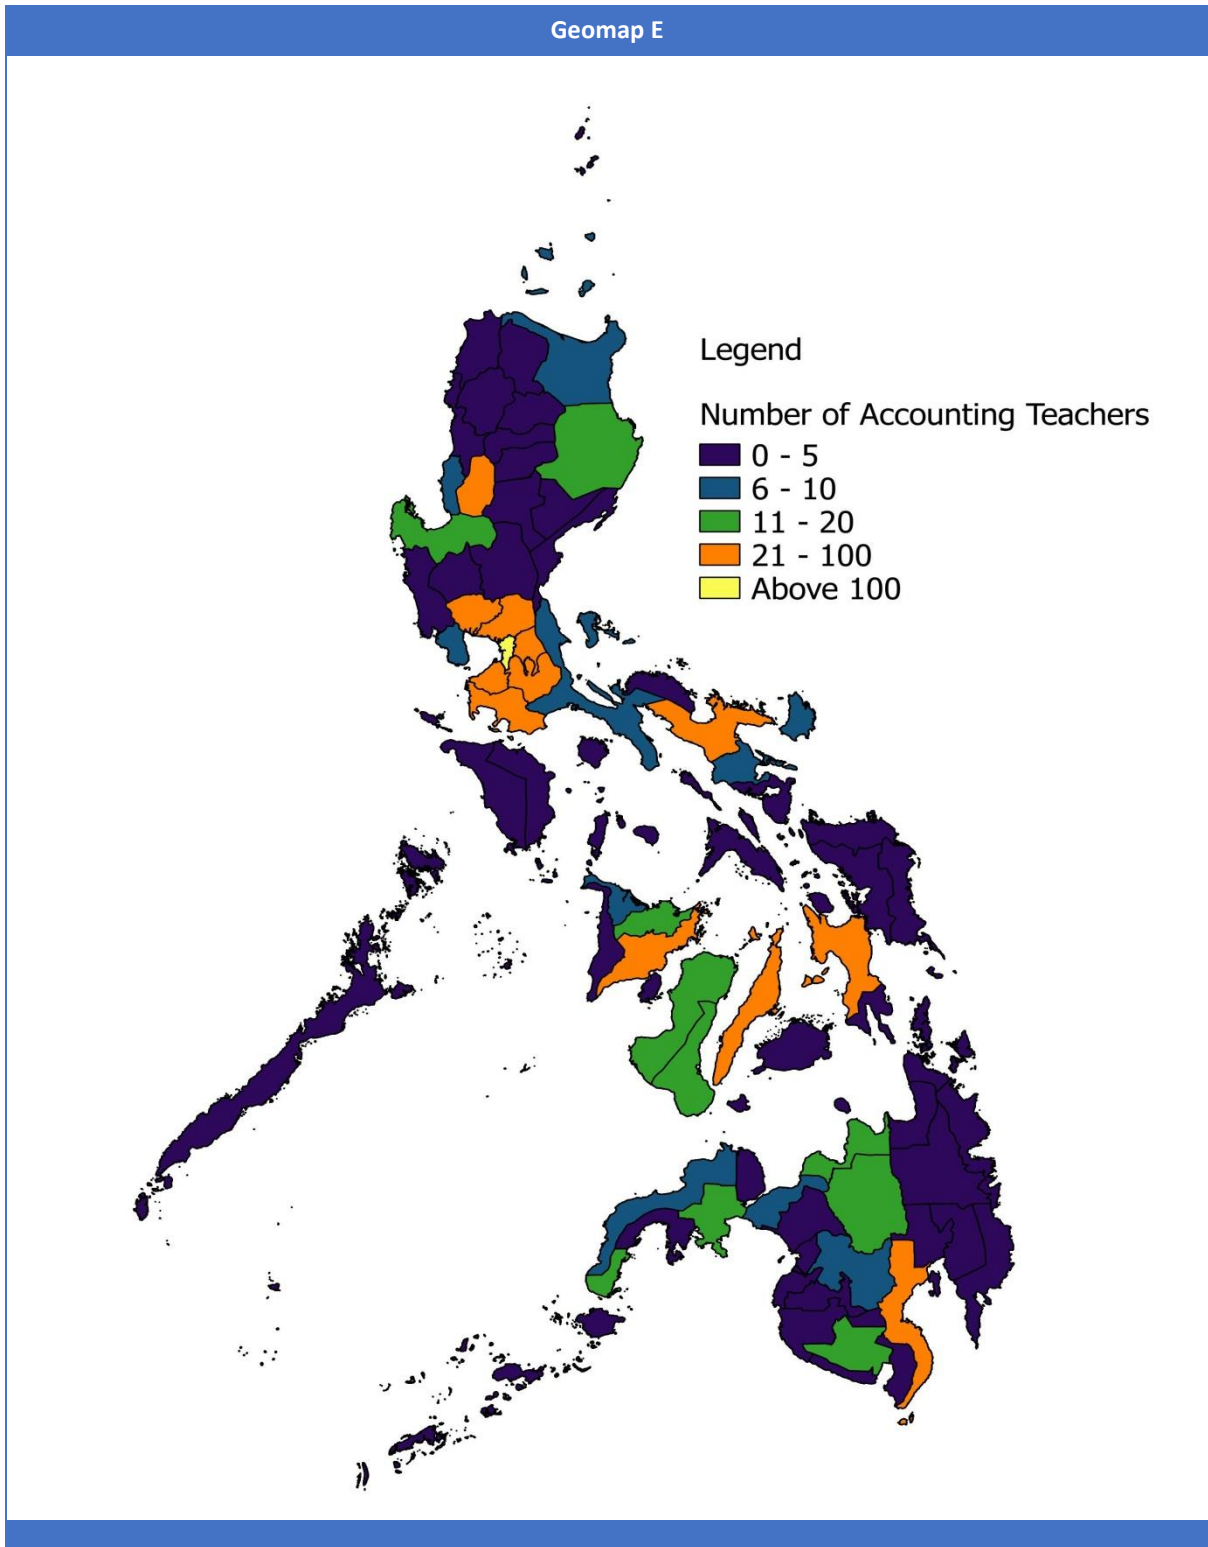 Geomap E
Legend
Number of Accounting Teachers
0 - 5
6 - 10
11 - 20
21 - 100
Above 100